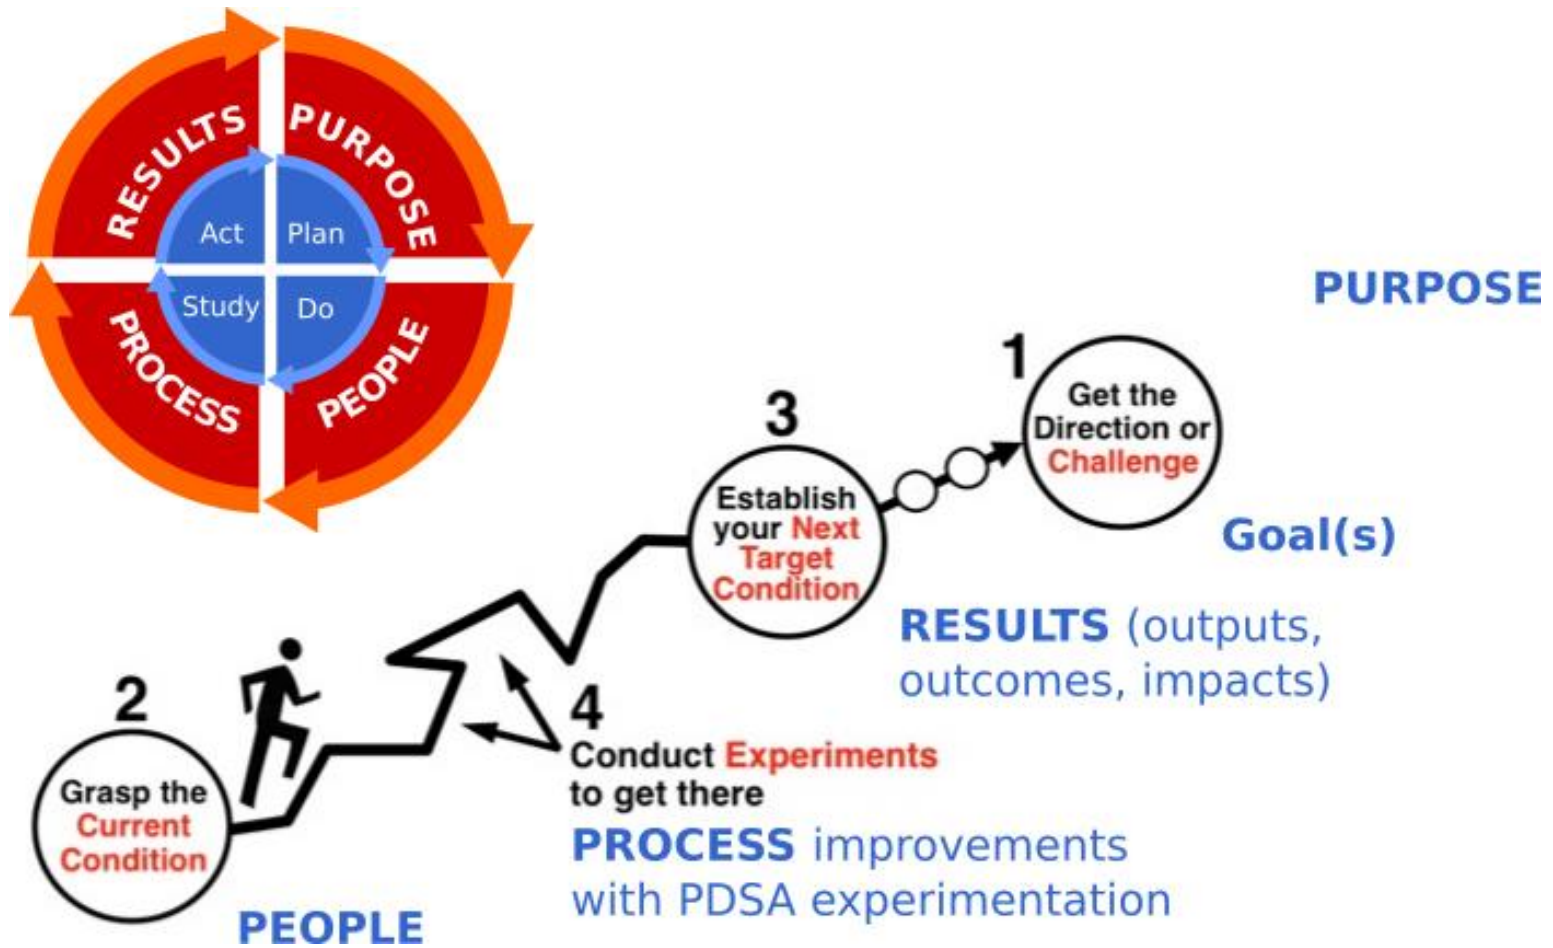 RESULTS
PURPOSE
Act
Plan
Study
Do
PROCESS
PEOPLE
PURPOSE
1
Get the
Direction or
Challenge
Goal(s)
3
Establish
your Next
Target
Condition
RESULTS (outputs,
outcomes, impacts)
2
Grasp the
Current
Condition
4
Conduct Experiments
to get there
PROCESS improvements
with PDSA experimentation
PEOPLE